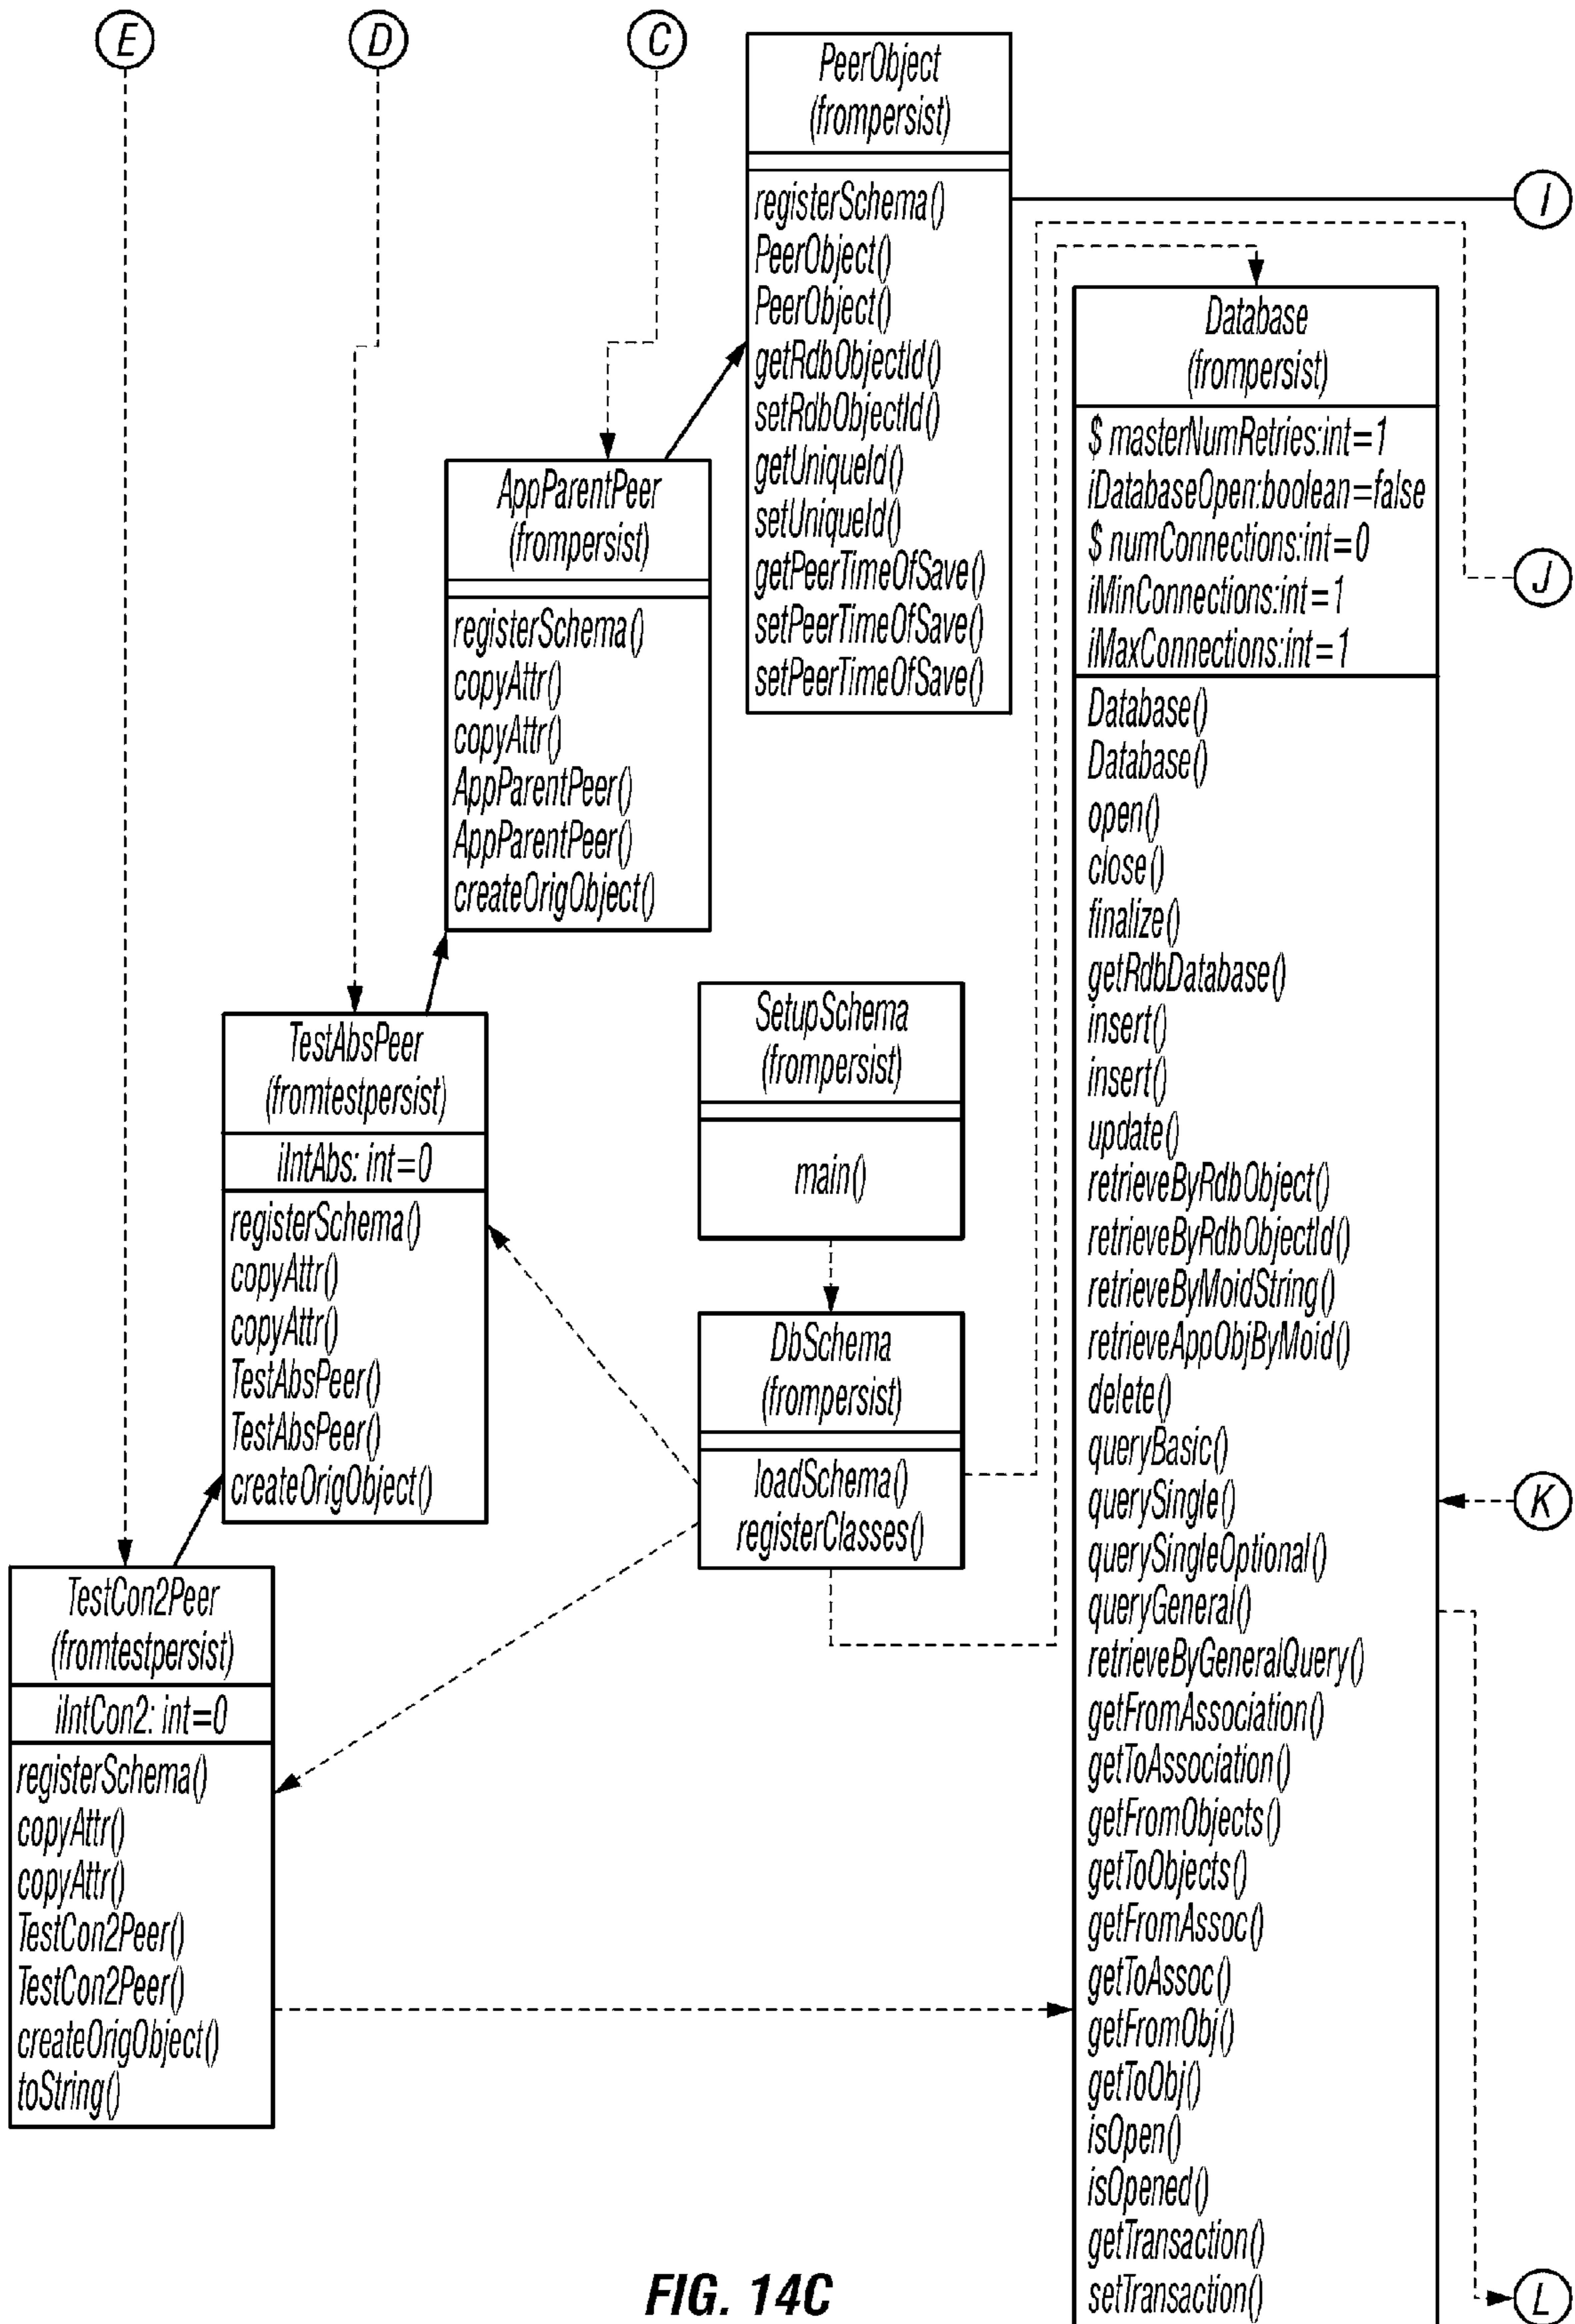 E
D
C
PeerObject
(frompersist)
registerSchema()
PeerObject()
PeerObject()
getRdbObjectId()
setRdbObjectId()
getUniqueId()
setUniqueId()
getPeerTimeOfSave()
setPeerTimeOfSave()
setPeerTimeOfSave()
I
J
AppParentPeer
(frompersist)
registerSchema()
copyAttr()
copyAttr()
AppParentPeer()
AppParentPeer()
createOrigObject()
Database
(frompersist)
$ masterNumRetries:int=1
iDatabaseOpen:boolean=false
$ numConnections:int=0
iMinConnections:int=1
iMaxConnections:int=1
Database()
Database()
open()
close()
finalize()
getRdbDatabase()
insert()
insert()
update()
retrieveByRdbObject()
retrieveByRdbObjectId()
retrieveByMoidString()
retrieveAppObjByMoid()
delete()
queryBasic()
querySingle()
querySingleOptional()
queryGeneral()
retrieveByGeneralQuery()
getFromAssociation()
getToAssociation()
getFromObjects()
getToObjects()
getFromAssoc()
getToAssoc()
getFromObj()
getToObj()
isOpen()
isOpened()
getTransaction()
setTransaction()
TestAbsPeer
(fromtestpersist)
iIntAbs: int=0
registerSchema()
copyAttr()
copyAttr()
TestAbsPeer()
TestAbsPeer()
createOrigObject()
SetupSchema
(frompersist)
main()
DbSchema
(frompersist)
loadSchema()
registerClasses()
K
TestCon2Peer
(fromtestpersist)
iIntCon2: int=0
registerSchema()
copyAttr()
copyAttr()
TestCon2Peer()
TestCon2Peer()
createOrigObject()
toString()
L
FIG. 14C